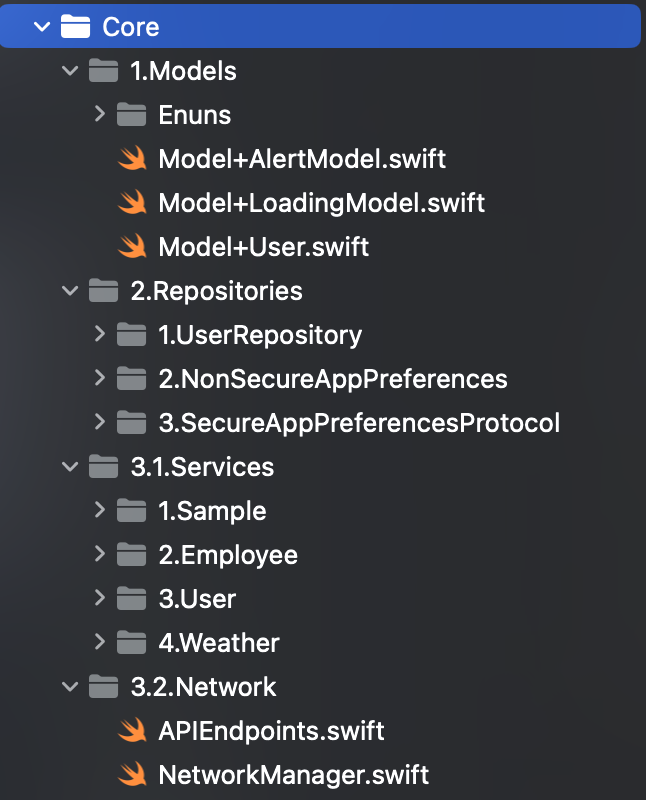 Core
1.Models
Enuns
Model+AlertModel.swift
Model+LoadingModel.swift
Model+User.swift
2.Repositories
1.UserRepository
2.NonSecureAppPreferences
3.SecureAppPreferencesProtocol
3.1.Services
1.Sample
2.Employee
3.User
4.Weather
3.2.Network
APIEndpoints.swift
NetworkManager.swift